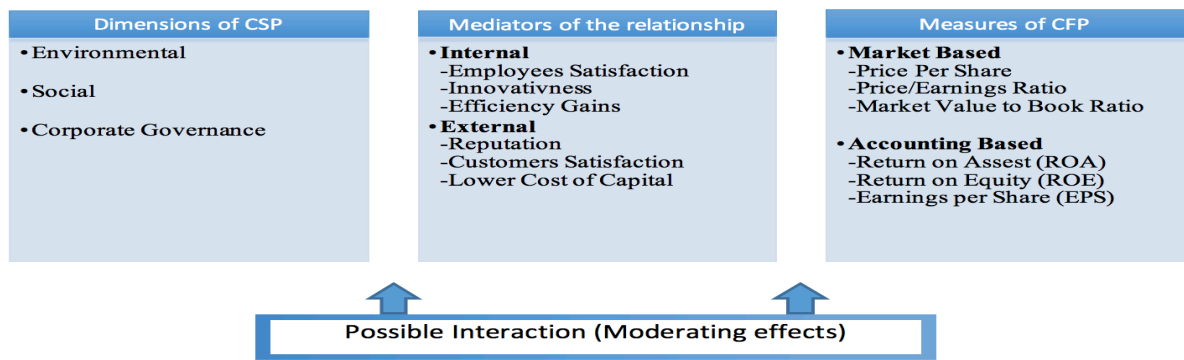 Dimensions of CSP
•Environmental
•Social
•Corporate Governance
Mediators of the relationship
•Internal
-Employees Satisfaction
-Innovativness
-Efficiency Gains
•External
-Reputation
-Customers Satisfaction
-Lower Cost of Capital
Measures of CFP
•Market Based
-Price Per Share
-Price/Earnings Ratio
-Market Value to Book Ratio
•Accounting Based
-Return on Assest (ROA)
-Return on Equity (ROE)
-Earnings per Share (EPS)
Possible Interaction (Moderating effects)